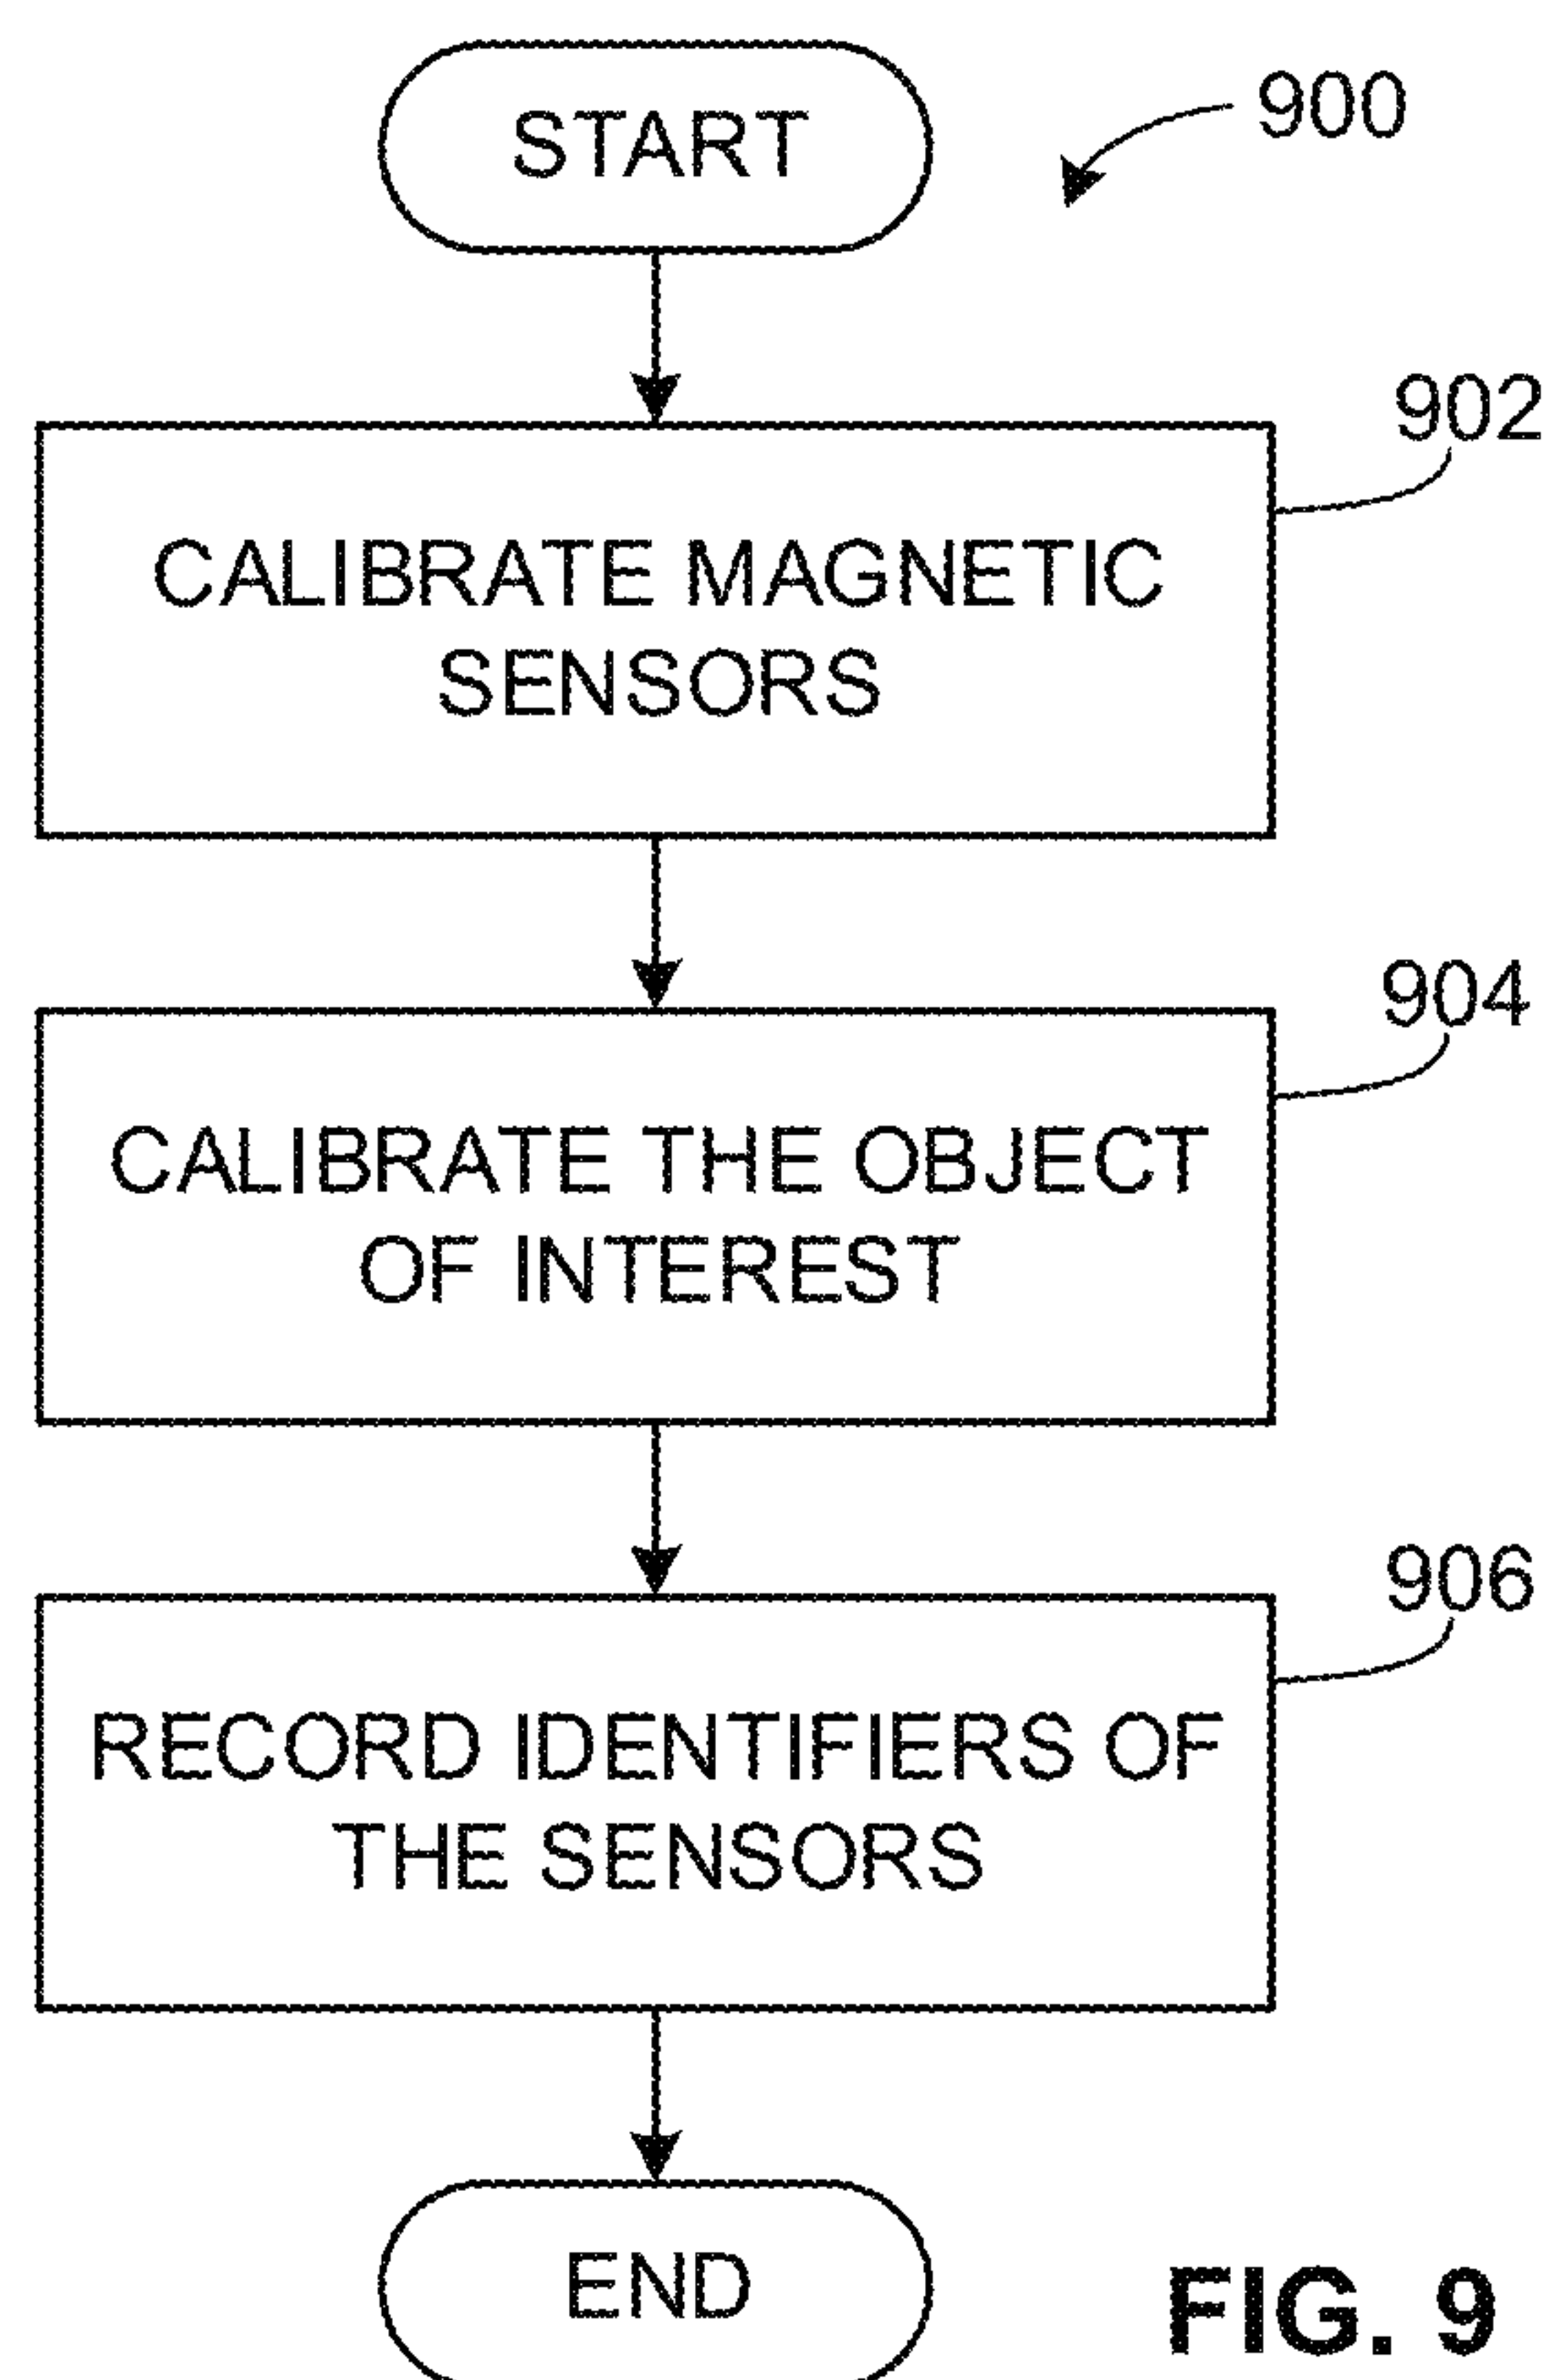 START
900
902
CALIBRATE MAGNETIC
SENSORS
904
CALIBRATE THE OBJECT
OF INTEREST
906
RECORD IDENTIFIERS OF
THE SENSORS
END
FIG. 9